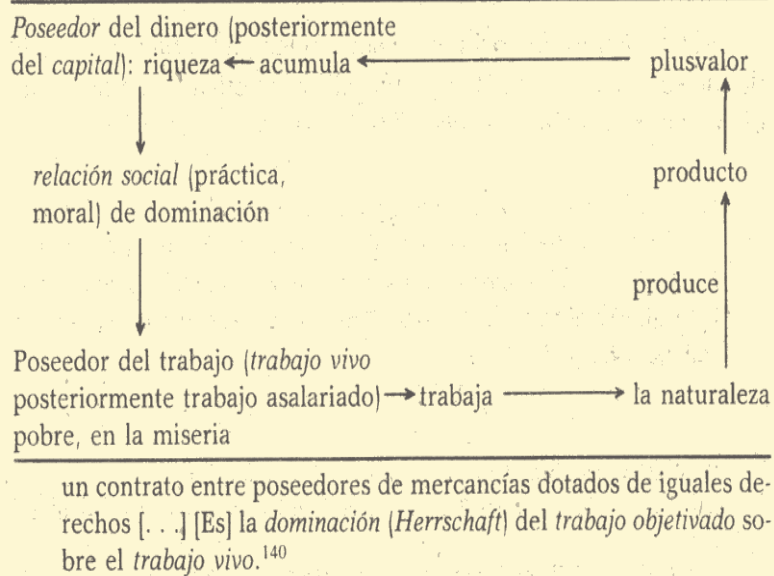 Poseedor del dinero (posteriormente
del capital): riqueza ← acumula ← plusvalor
relación social (práctica, producto
moral) de dominación
produce
Poseedor del trabajo (trabajo vivo
posteriormente trabajo asalariado) → trabaja → la naturaleza
pobre, en la miseria
un contrato entre poseedores de mercancías dotados de iguales de-
rechos [. . .] [Es] la dominación (Herrschaft) del trabajo objetivado so-
bre el trabajo vivo.140